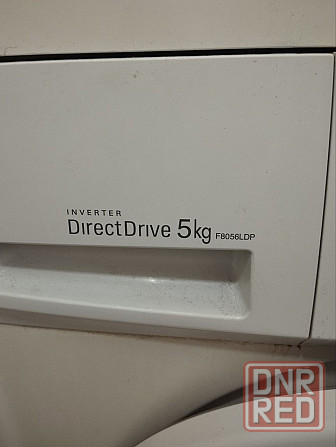 INVERTER
DirectDrive 5kg F8056LDP
DNR
RED